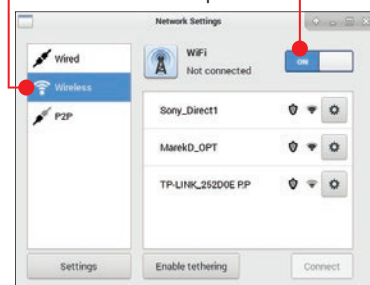 Network Settings
Wired
Wireless
P2P
WiFi
Not connected
ON
Sony_Direct1
MarekD_OPT
TP-LINK_252D0E P.P
Settings
Enable tethering
Connect